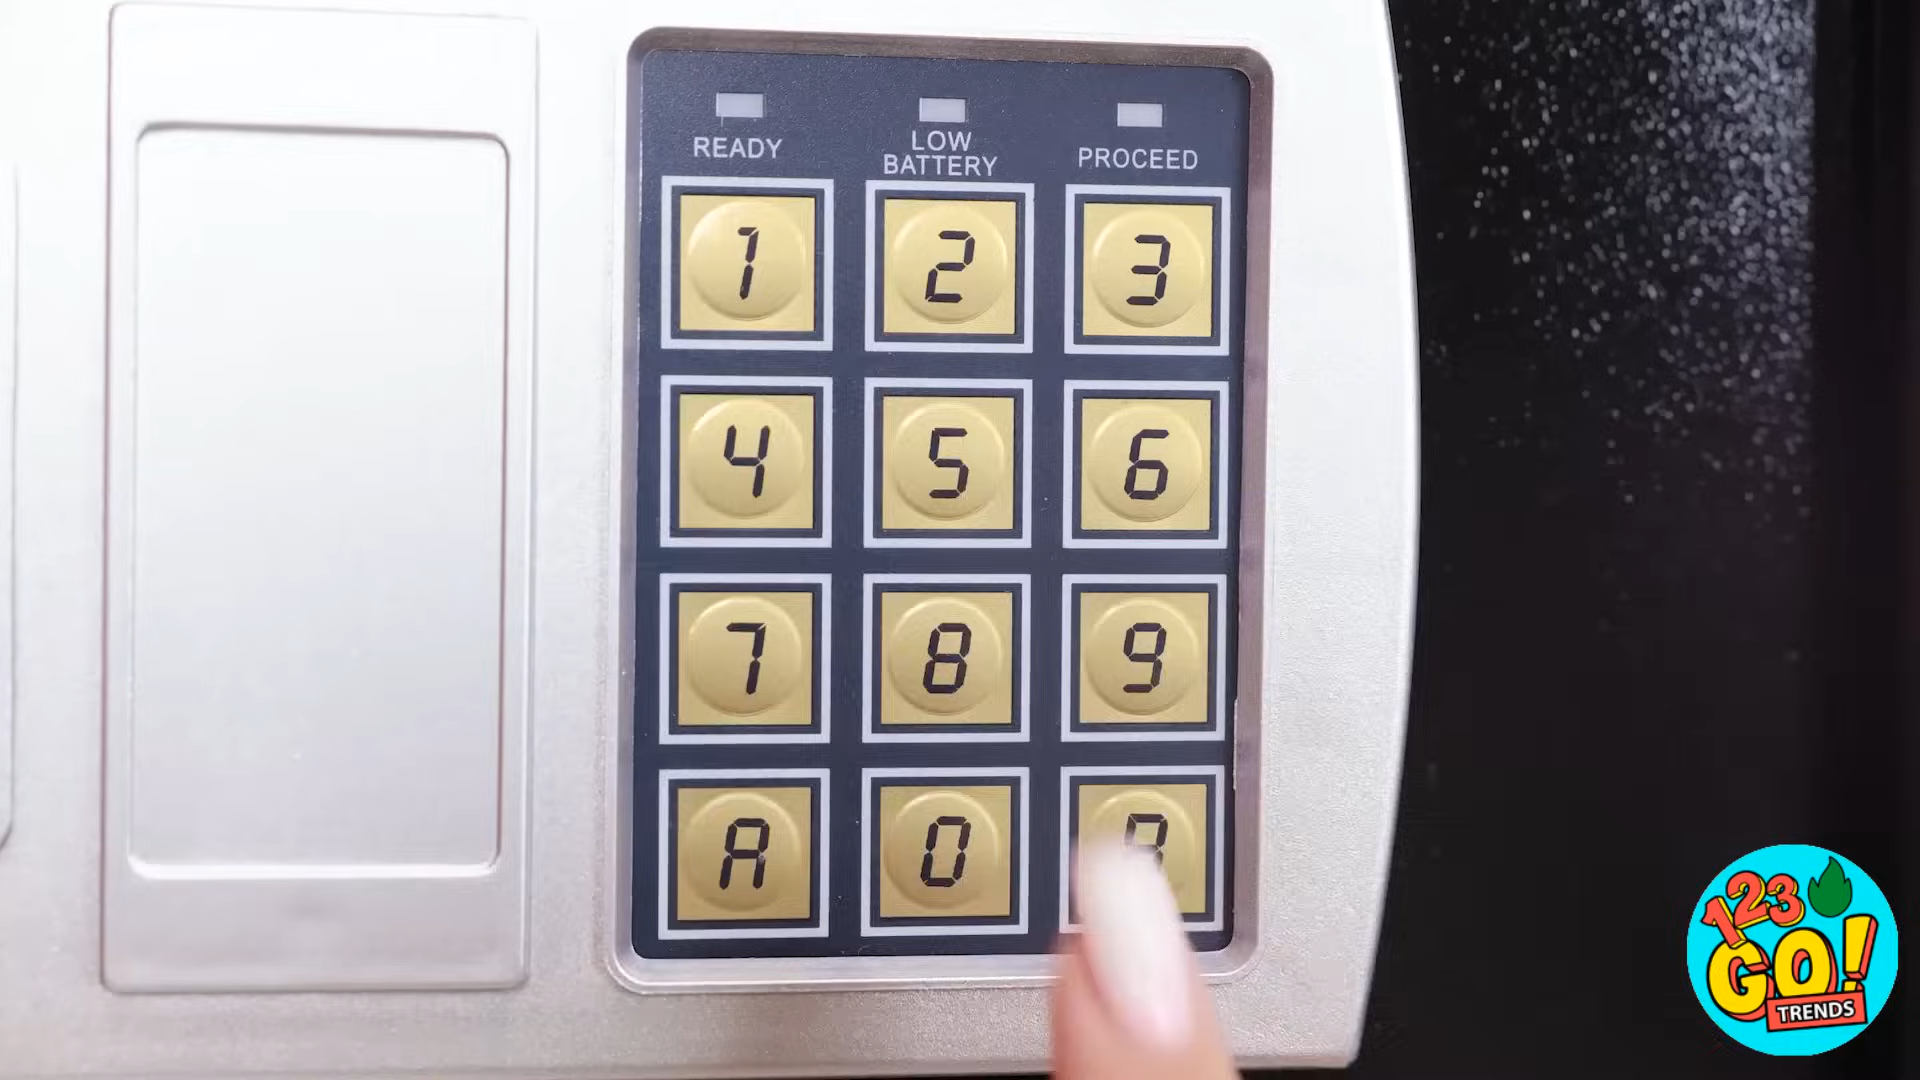 READY
LOW
BATTERY
PROCEED
1 2 3
4 5 6
7 8 9
A 0
123
GO!
TRENDS